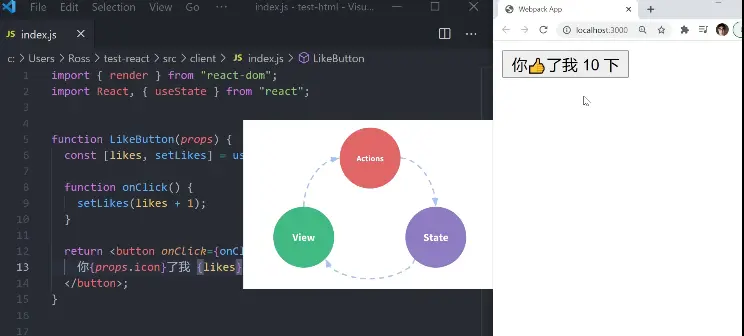 File Edit Selection View Go ... index.js - test-html - Visu...
JS index.js ×
c: > Users > Ross > test-react > src > client > JS index.js > LikeButton
1 import { render } from "react-dom";
2 import React, { useState } from "react";
3
4
5 function LikeButton(props) {
6 const [likes, setLikes] = us
7
8 function onClick() {
9 setLikes(likes + 1);
10 }
11
12 return <button onClick={onCl
13 你{props.icon}了我 {likes}
14 </button>;
15 }
16
17
Actions
View
State
Webpack App
localhost:3000
你👍了我 10 下